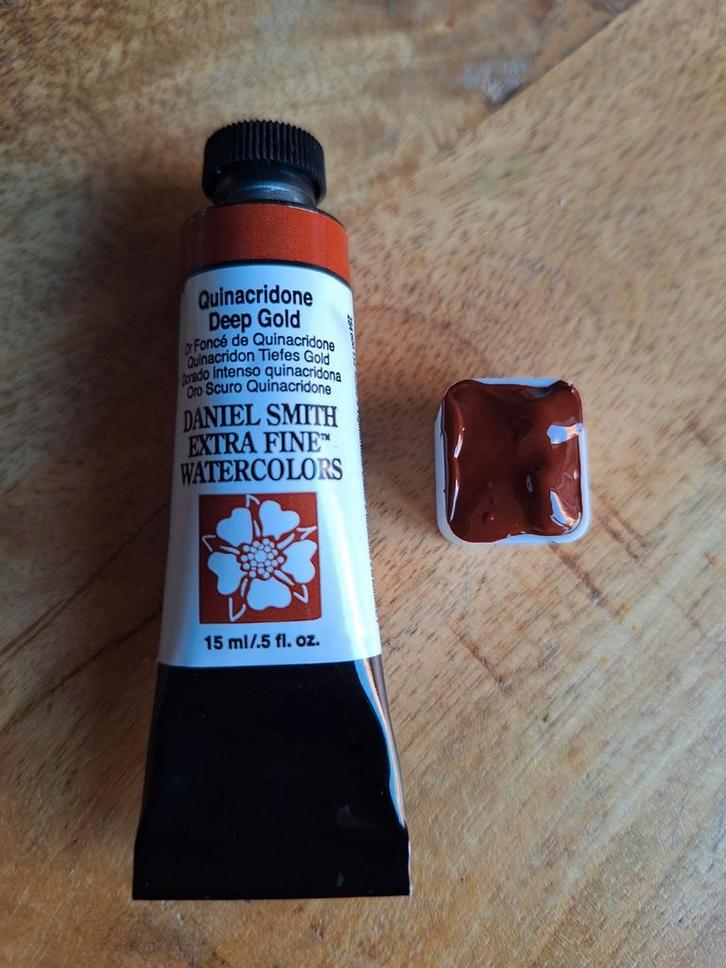 Quinacridone
Deep Gold
Or Foncé de Quinacridone
Quinacridon Tiefes Gold
Dorado intenso quinacridona
Oro Scuro Quinacridone
DANIEL SMITH
EXTRA FINE™
WATERCOLORS
15 ml/.5 fl. oz.